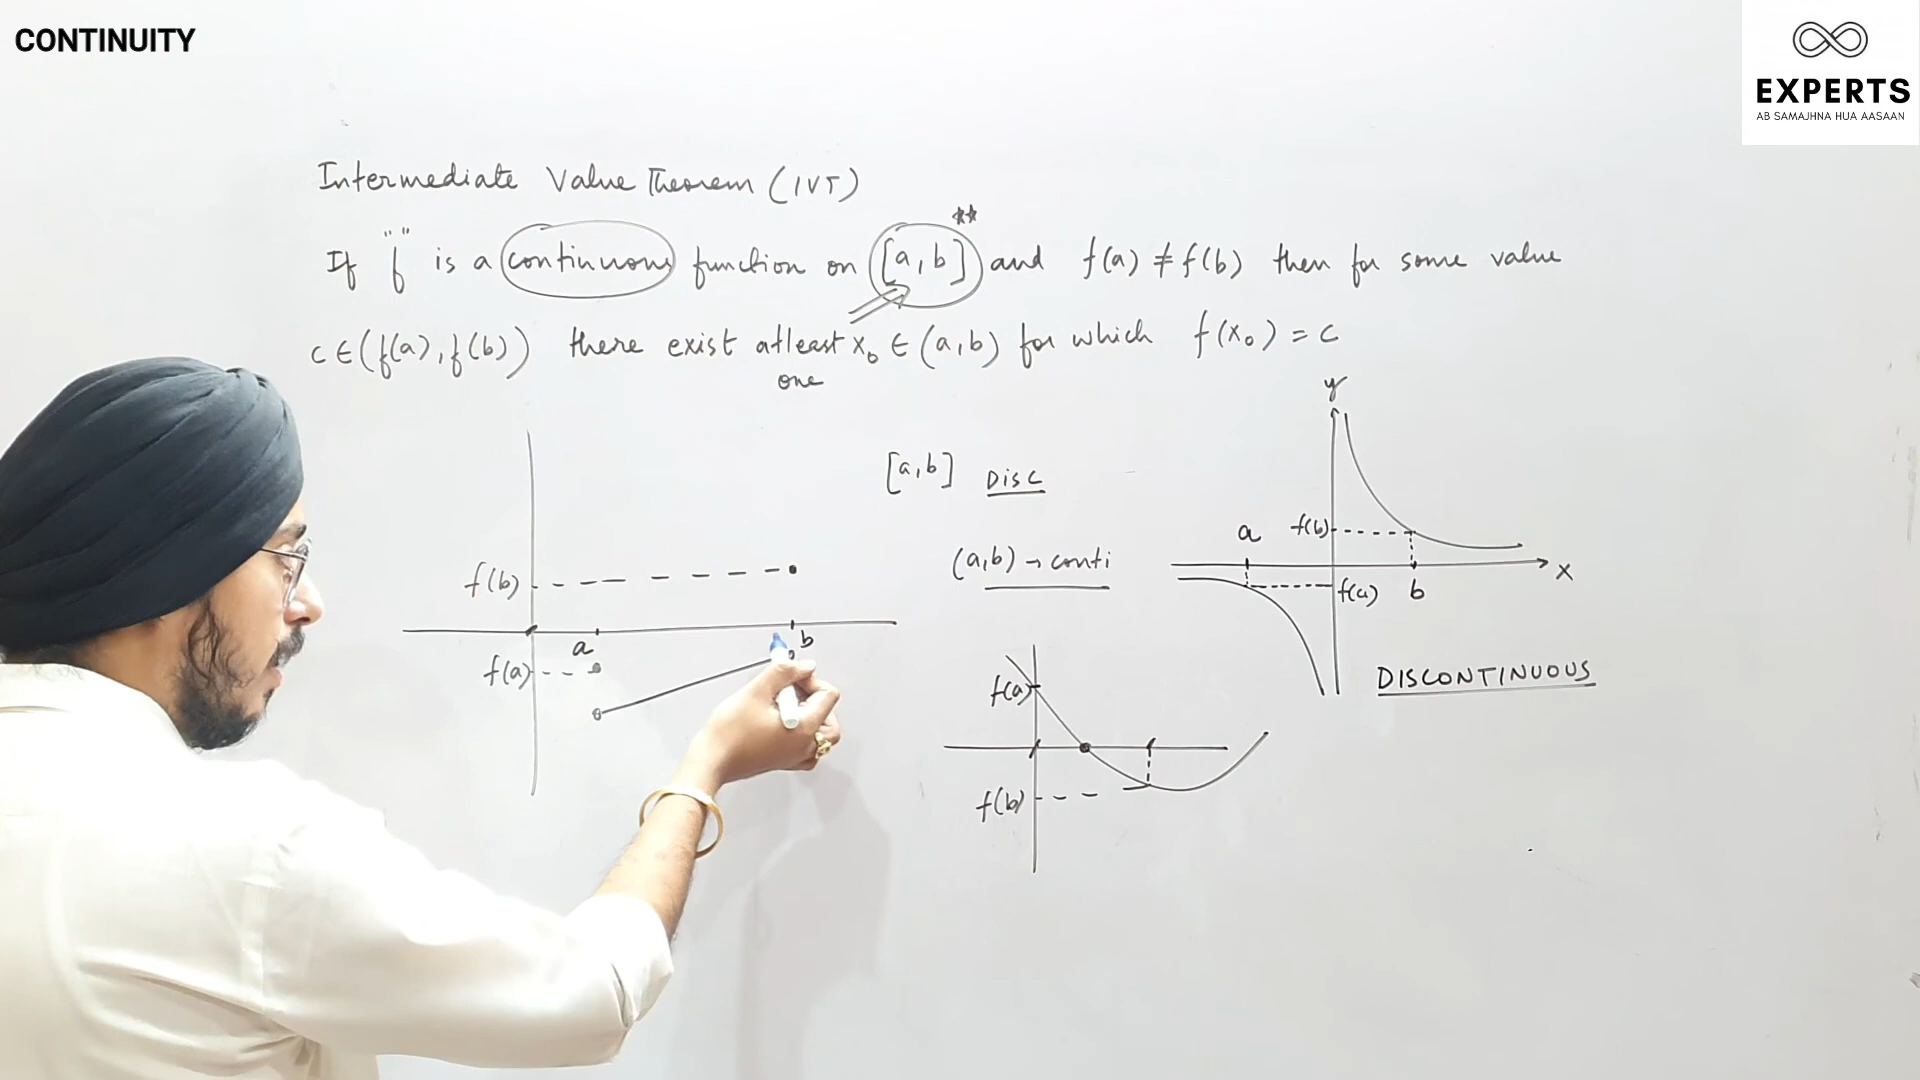 CONTINUITY
EXPERTS
AB SAMAJHNA HUA AASAAN
Intermediate Value Theorem (IVT)
If "f" is a continuous function on [a,b] ** and f(a) ≠ f(b) then for some value
c ∈ (f(a), f(b)) there exist atleast x₀ ∈ (a,b) for which f(x₀) = c
one
y
[a,b] DISC
a f(b)
(a,b) → conti
x
f(a) b
f(b)
a b
f(a)
DISCONTINUOUS
f(a)
f(b)